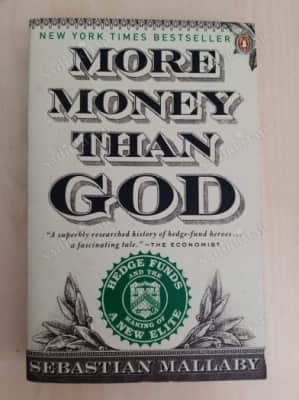 NEW YORK TIMES BESTSELLER
MORE
MONEY
THAN
GOD
"A superbly researched history of hedge-fund heroes ...
a fascinating tale." —THE ECONOMIST
HEDGE FUNDS
AND THE
MAKING OF
A NEW ELITE
SEBASTIAN MALLABY